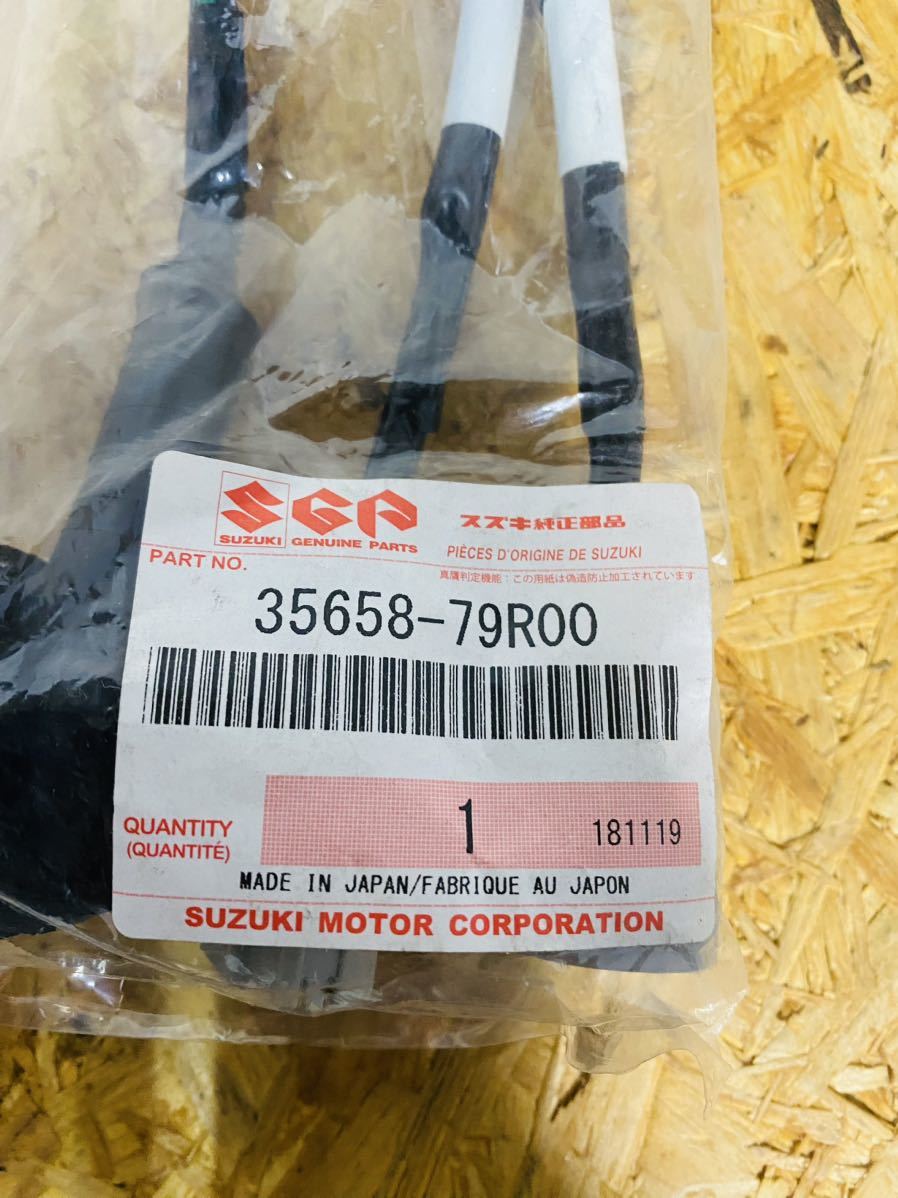 SGP スズキ純正部品
SUZUKI GENUINE PARTS
PIÈCES D'ORIGINE DE SUZUKI
PART NO.
真贋判定機能：この用紙は偽造防止加工されています
35658-79R00
QUANTITY
(QUANTITÉ)
1 181119
MADE IN JAPAN/FABRIQUE AU JAPON
SUZUKI MOTOR CORPORATION